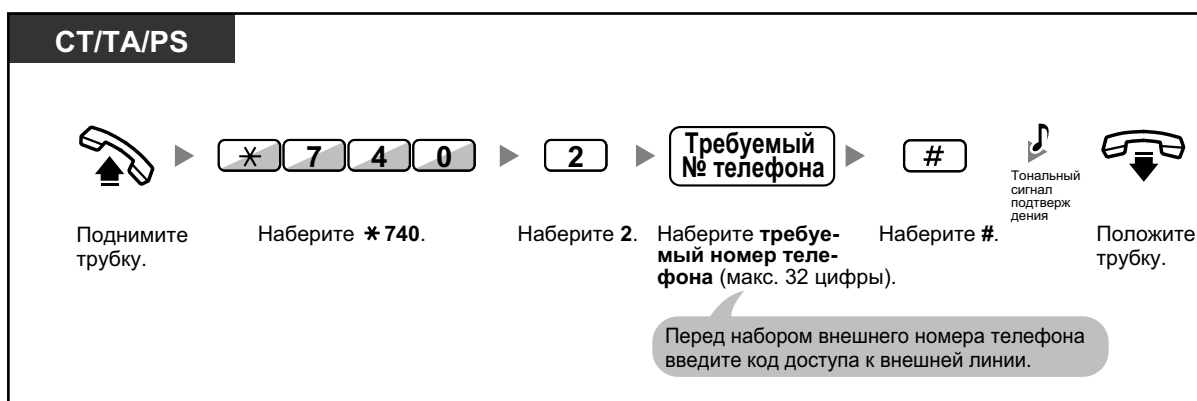 CT/TA/PS
✳ 7 4 0
2
Требуемый
№ телефона
#
Тональный
сигнал
подтверж
дения
Поднимите
трубку.
Наберите ✳740.
Наберите 2.
Наберите требуе-
мый номер теле-
фона (макс. 32 цифры).
Наберите #.
Положите
трубку.
Перед набором внешнего номера телефона
введите код доступа к внешней линии.